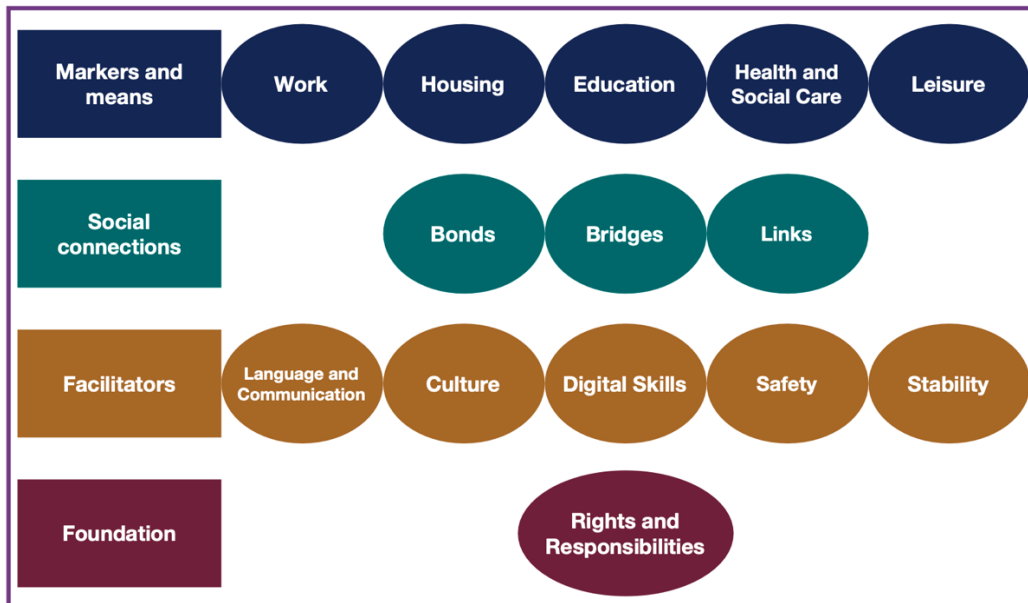 Markers and
means
Work
Housing
Education
Health and
Social Care
Leisure
Social
connections
Bonds
Bridges
Links
Facilitators
Language and
Communication
Culture
Digital Skills
Safety
Stability
Foundation
Rights and
Responsibilities